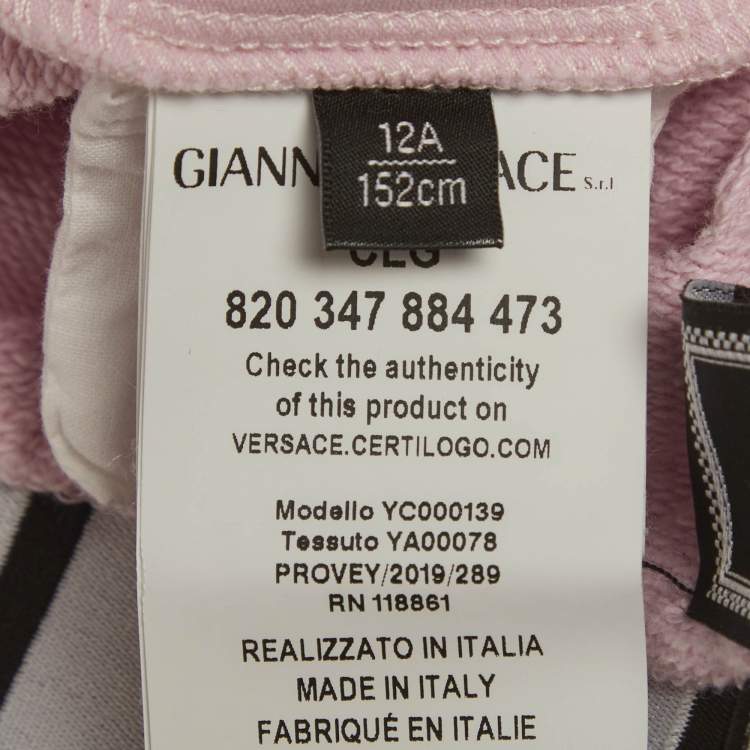 12A
152cm
GIANN ACE S.r.l
CLG
820 347 884 473
Check the authenticity
of this product on
VERSACE.CERTILOGO.COM
Modello YC000139
Tessuto YA00078
PROVEY/2019/289
RN 118861
REALIZZATO IN ITALIA
MADE IN ITALY
FABRIQUÉ EN ITALIE